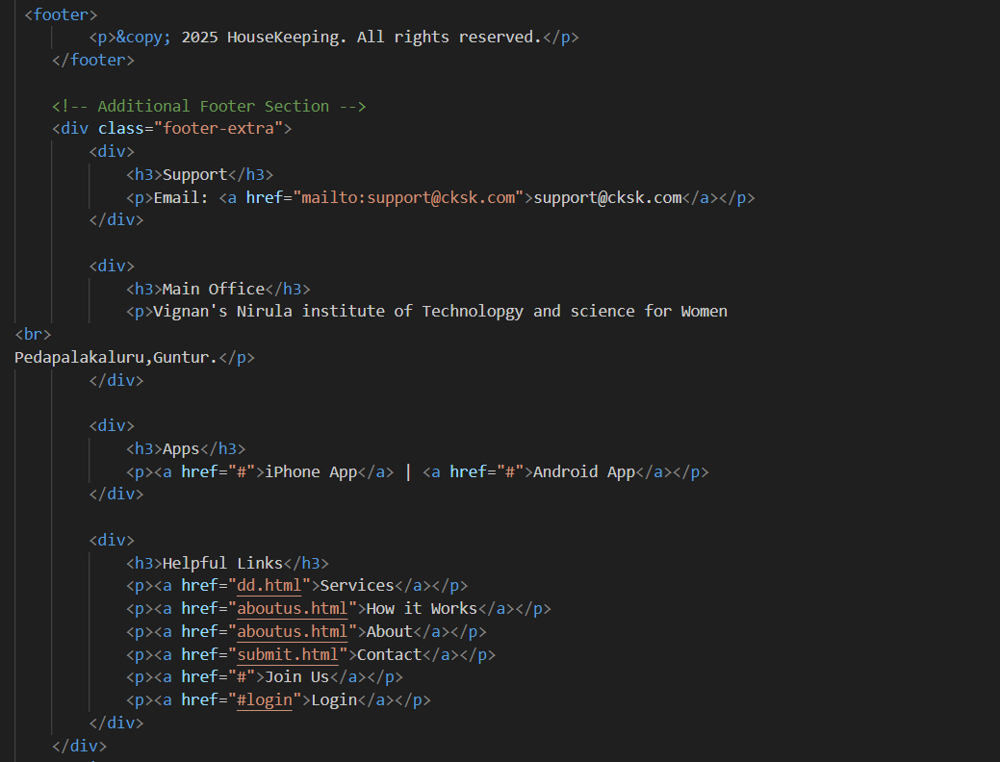 <footer>
<p>&copy; 2025 HouseKeeping. All rights reserved.</p>
</footer>
<!-- Additional Footer Section -->
<div class="footer-extra">
<div>
<h3>Support</h3>
<p>Email: <a href="mailto:support@cksk.com">support@cksk.com</a></p>
</div>
<div>
<h3>Main Office</h3>
<p>Vignan's Nirula institute of Technolopgy and science for Women
<br>
Pedapalakaluru,Guntur.</p>
</div>
<div>
<h3>Apps</h3>
<p><a href="#">iPhone App</a> | <a href="#">Android App</a></p>
</div>
<div>
<h3>Helpful Links</h3>
<p><a href="dd.html">Services</a></p>
<p><a href="aboutus.html">How it Works</a></p>
<p><a href="aboutus.html">About</a></p>
<p><a href="submit.html">Contact</a></p>
<p><a href="#">Join Us</a></p>
<p><a href="#login">Login</a></p>
</div>
</div>